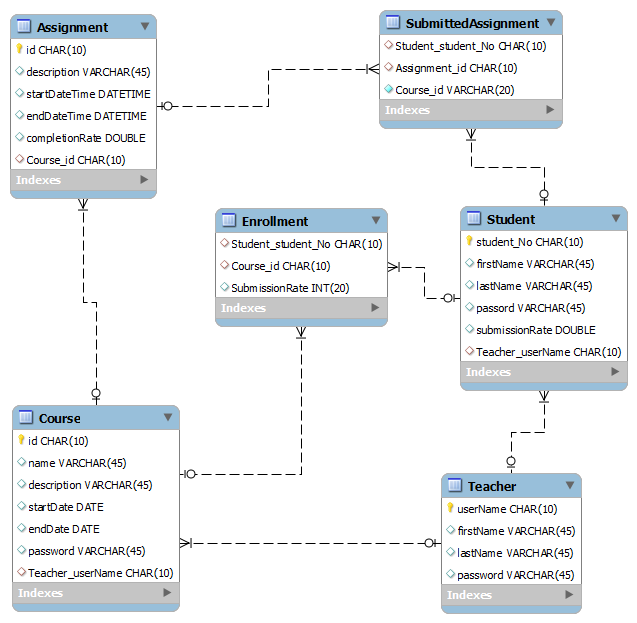 Assignment
id CHAR(10)
description VARCHAR(45)
startDateTime DATETIME
endDateTime DATETIME
completionRate DOUBLE
Course_id CHAR(10)
Indexes
SubmittedAssignment
Student_student_No CHAR(10)
Assignment_id CHAR(10)
Course_id VARCHAR(20)
Indexes
Enrollment
Student_student_No CHAR(10)
Course_id CHAR(10)
SubmissionRate INT(20)
Indexes
Student
student_No CHAR(10)
firstName VARCHAR(45)
lastName VARCHAR(45)
passord VARCHAR(45)
submissionRate DOUBLE
Teacher_userName CHAR(10)
Indexes
Course
id CHAR(10)
name VARCHAR(45)
description VARCHAR(45)
startDate DATE
endDate DATE
password VARCHAR(45)
Teacher_userName CHAR(10)
Indexes
Teacher
userName CHAR(10)
firstName VARCHAR(45)
lastName VARCHAR(45)
password VARCHAR(45)
Indexes